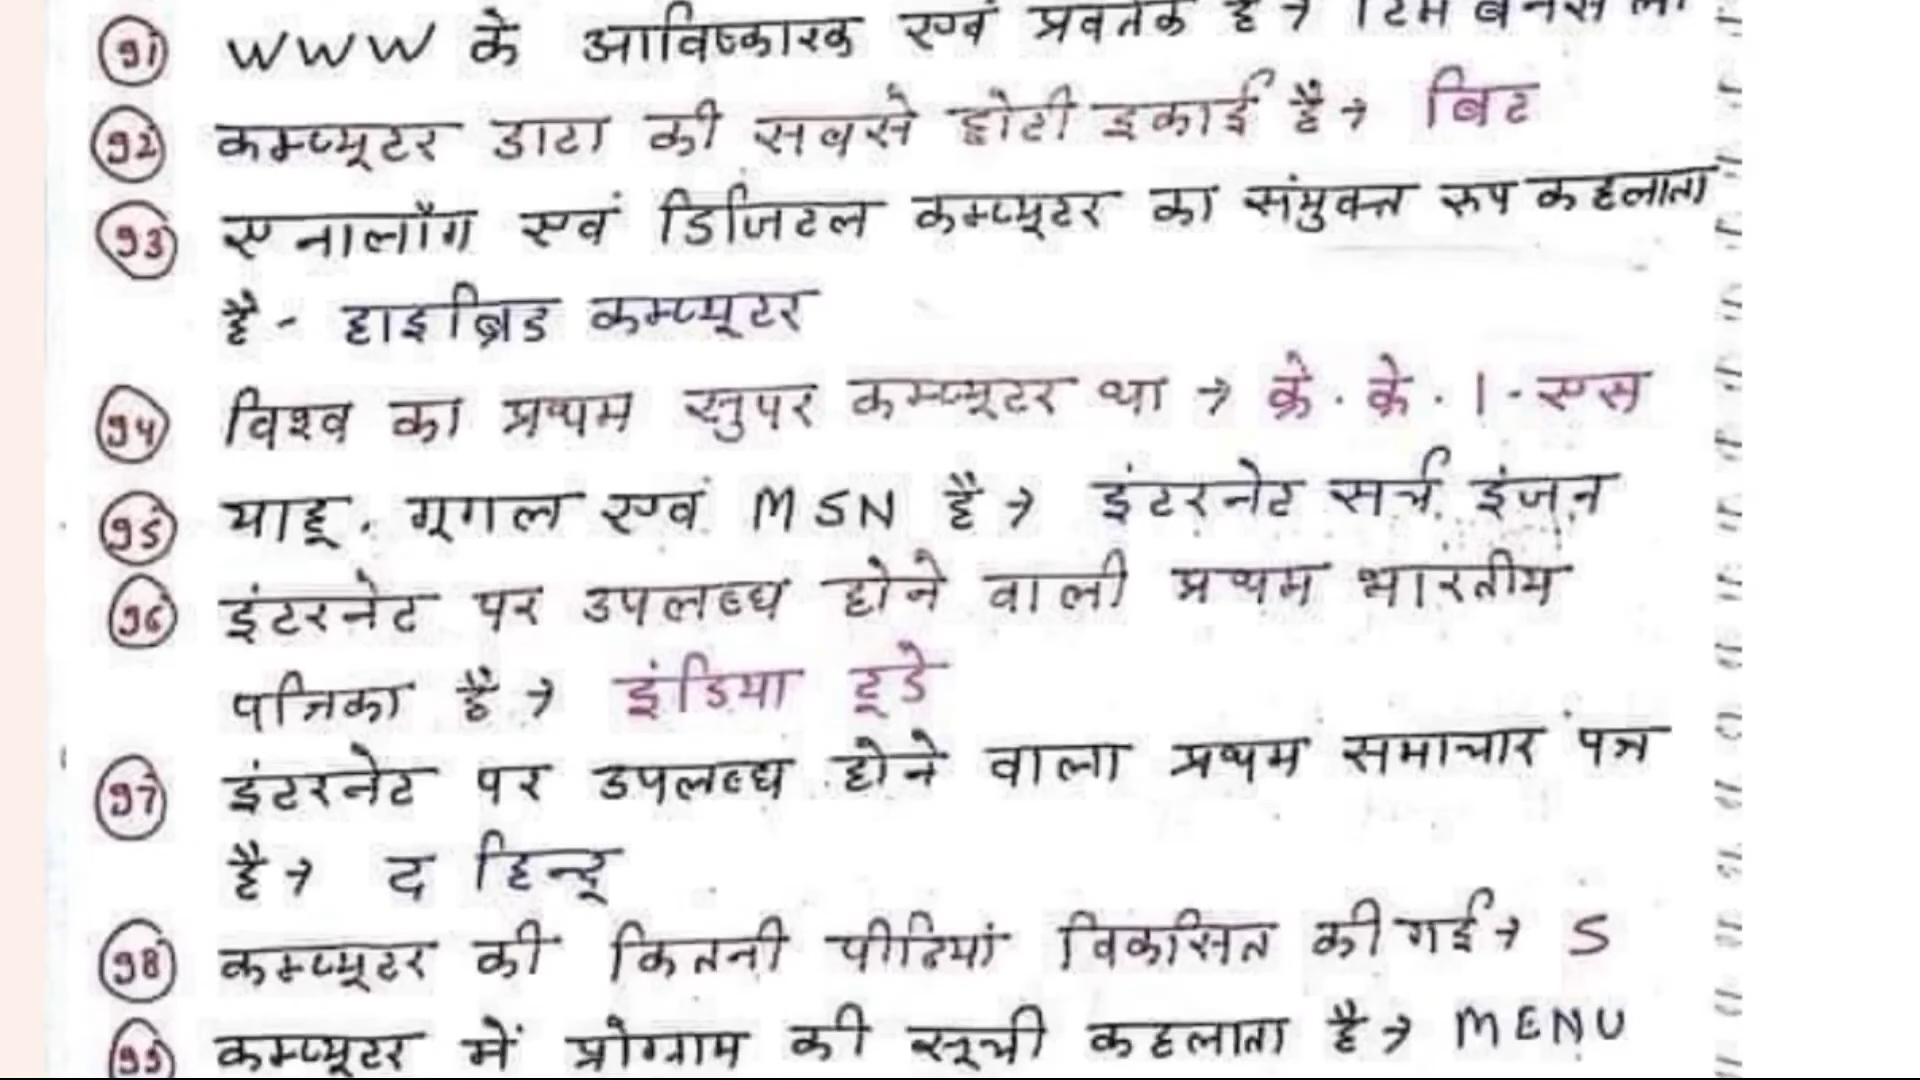 91 WWW के आविष्कारक एवं प्रवर्तक है → टिम बर्नर्स ली
92 कम्प्यूटर डाटा की सबसे छोटी इकाई है → बिट
93 एनालॉग एवं डिजिटल कम्प्यूटर का संयुक्त रूप कहलाता
है - हाइब्रिड कम्प्यूटर
94 विश्व का प्रथम सुपर कम्प्यूटर था → क्रे. के. 1-एस
95 याहू, गूगल एवं MSN है → इंटरनेट सर्च इंजन
96 इंटरनेट पर उपलब्ध होने वाली प्रथम भारतीय
पत्रिका है → इंडिया टूडे
97 इंटरनेट पर उपलब्ध होने वाला प्रथम समाचार पत्र
है → द हिन्दू
98 कम्प्यूटर की कितनी पीढियां विकसित की गई → 5
99 कम्प्यूटर में प्रोग्राम की सूची कहलाता है → MENU